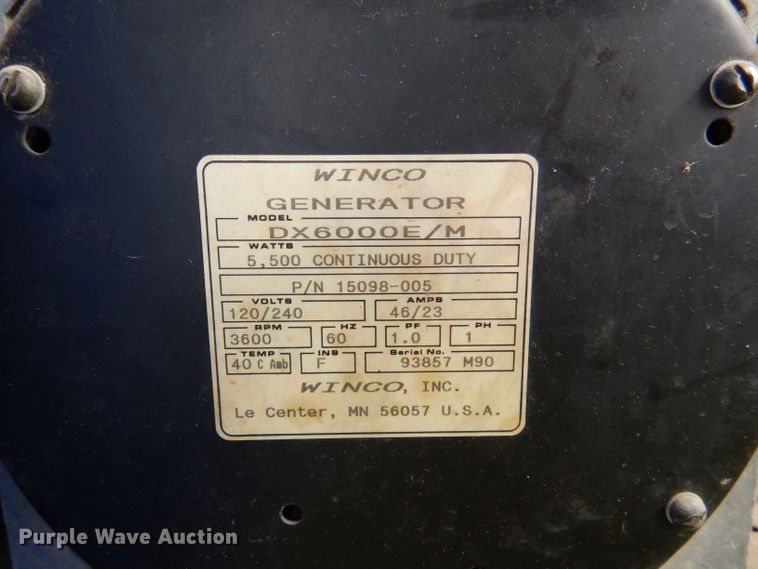 WINCO
GENERATOR
MODEL
DX6000E/M
WATTS
5,500 CONTINUOUS DUTY
P/N 15098-005
VOLTS AMPS
120/240 46/23
RPM HZ PF PH
3600 60 1.0 1
TEMP INS Serial No.
40 C Amb F 93857 M90
WINCO, INC.
Le Center, MN 56057 U.S.A.
Purple Wave Auction